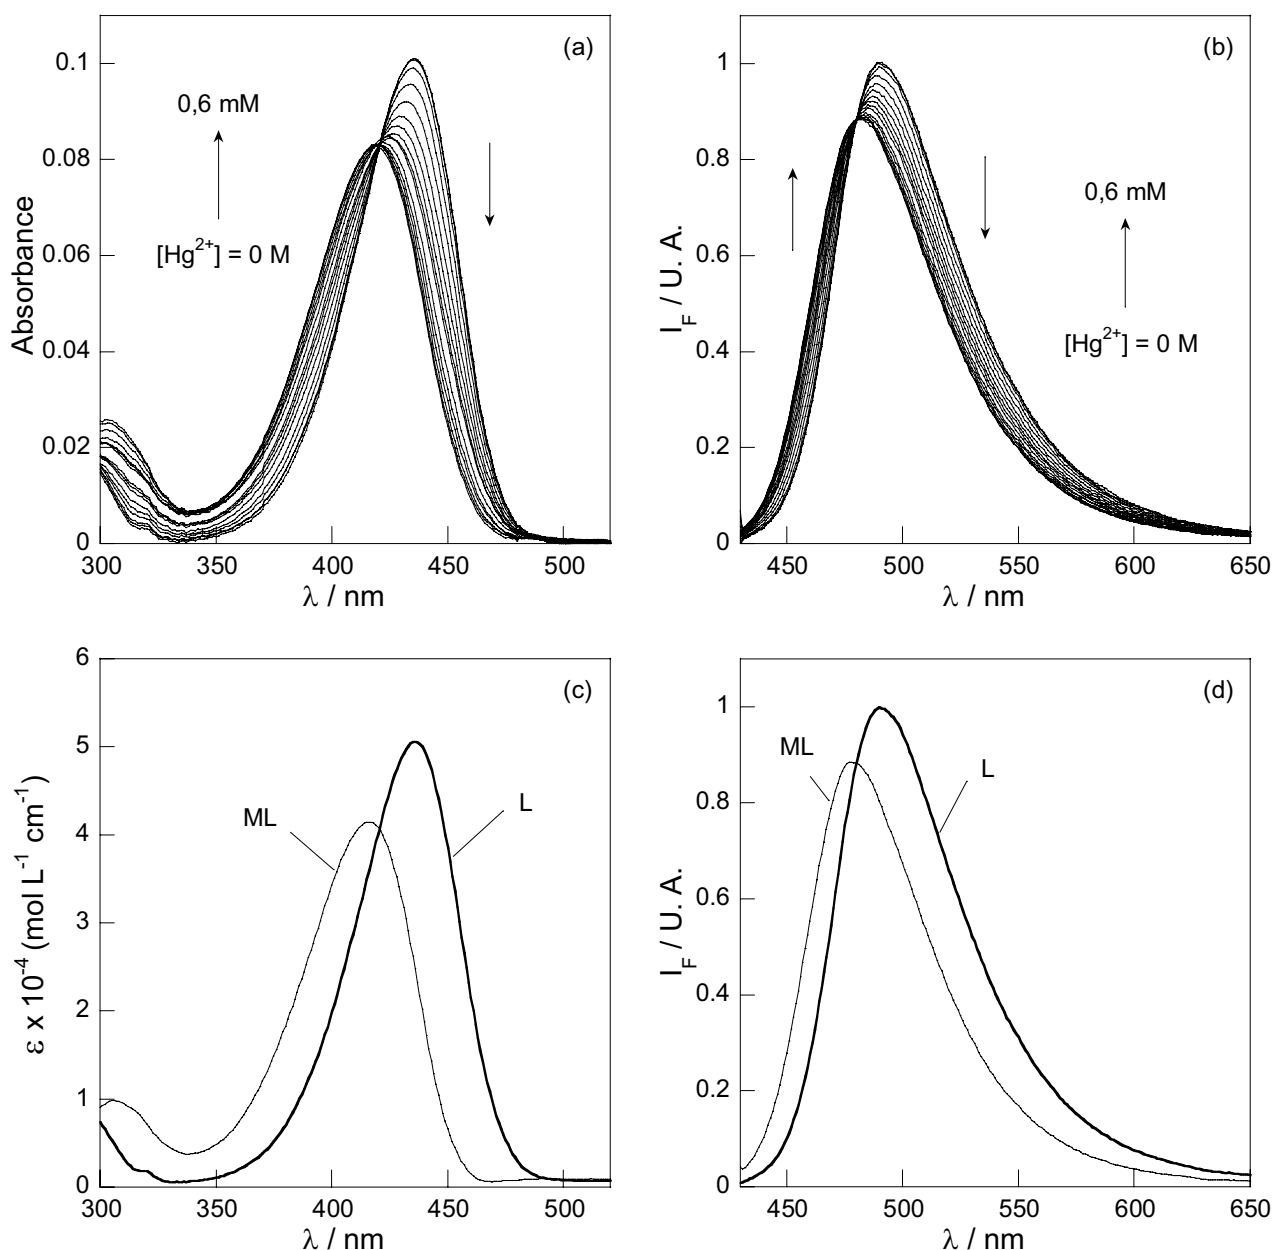 (a)
0.1
0.08
0.06
0.04
0.02
0
Absorbance
0,6 mM
[Hg²⁺] = 0 M
300 350 400 450 500
λ / nm
(b)
1
0.8
0.6
0.4
0.2
0
I_F / U. A.
0,6 mM
[Hg²⁺] = 0 M
450 500 550 600 650
λ / nm
(c)
6
5
4
3
2
1
0
ε x 10⁻⁴ (mol L⁻¹ cm⁻¹)
ML
L
300 350 400 450 500
λ / nm
(d)
1
0.8
0.6
0.4
0.2
0
I_F / U. A.
ML
L
450 500 550 600 650
λ / nm